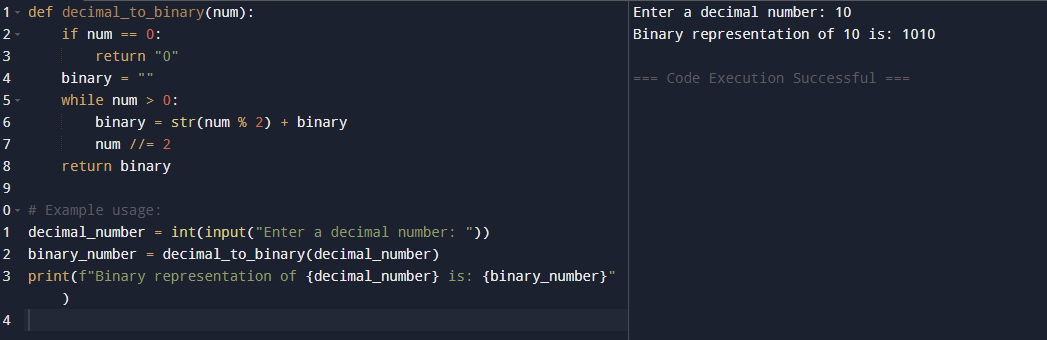 1 def decimal_to_binary(num):
2     if num == 0:
3         return "0"
4     binary = ""
5     while num > 0:
6         binary = str(num % 2) + binary
7         num //= 2
8     return binary
9
0 # Example usage:
1 decimal_number = int(input("Enter a decimal number: "))
2 binary_number = decimal_to_binary(decimal_number)
3 print(f"Binary representation of {decimal_number} is: {binary_number}"
    )
4
Enter a decimal number: 10
Binary representation of 10 is: 1010
=== Code Execution Successful ===